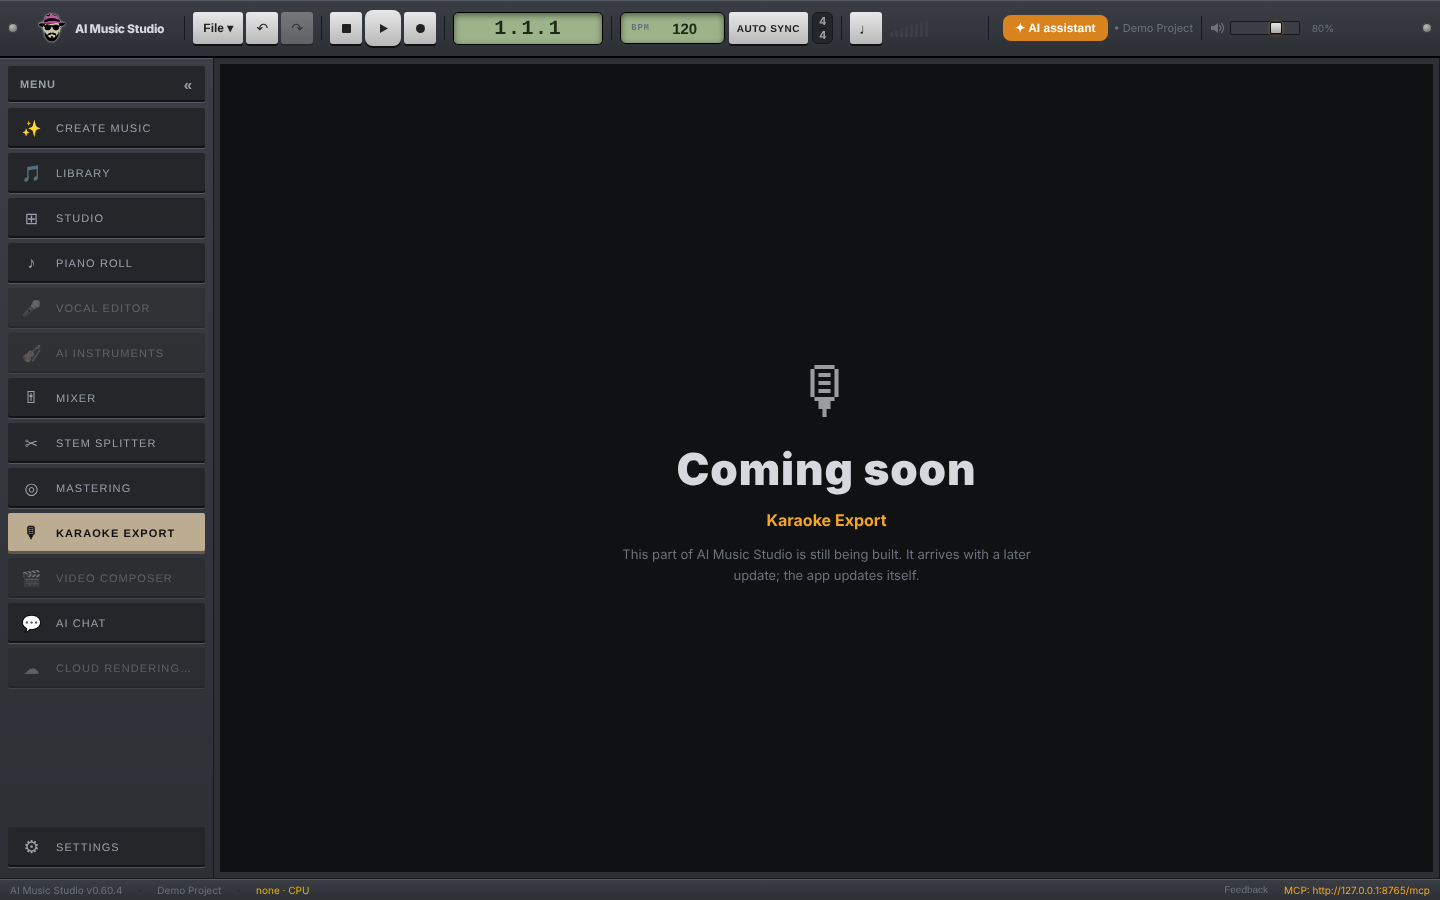 AI Music Studio
File ▾
1.1.1
BPM 120
AUTO SYNC
4
4
✦ AI assistant
• Demo Project
80%
MENU «
CREATE MUSIC
LIBRARY
STUDIO
PIANO ROLL
VOCAL EDITOR
AI INSTRUMENTS
MIXER
STEM SPLITTER
MASTERING
KARAOKE EXPORT
VIDEO COMPOSER
AI CHAT
CLOUD RENDERING...
SETTINGS
Coming soon
Karaoke Export
This part of AI Music Studio is still being built. It arrives with a later
update; the app updates itself.
AI Music Studio v0.60.4 · Demo Project · none · CPU
Feedback MCP: http://127.0.0.1:8765/mcp